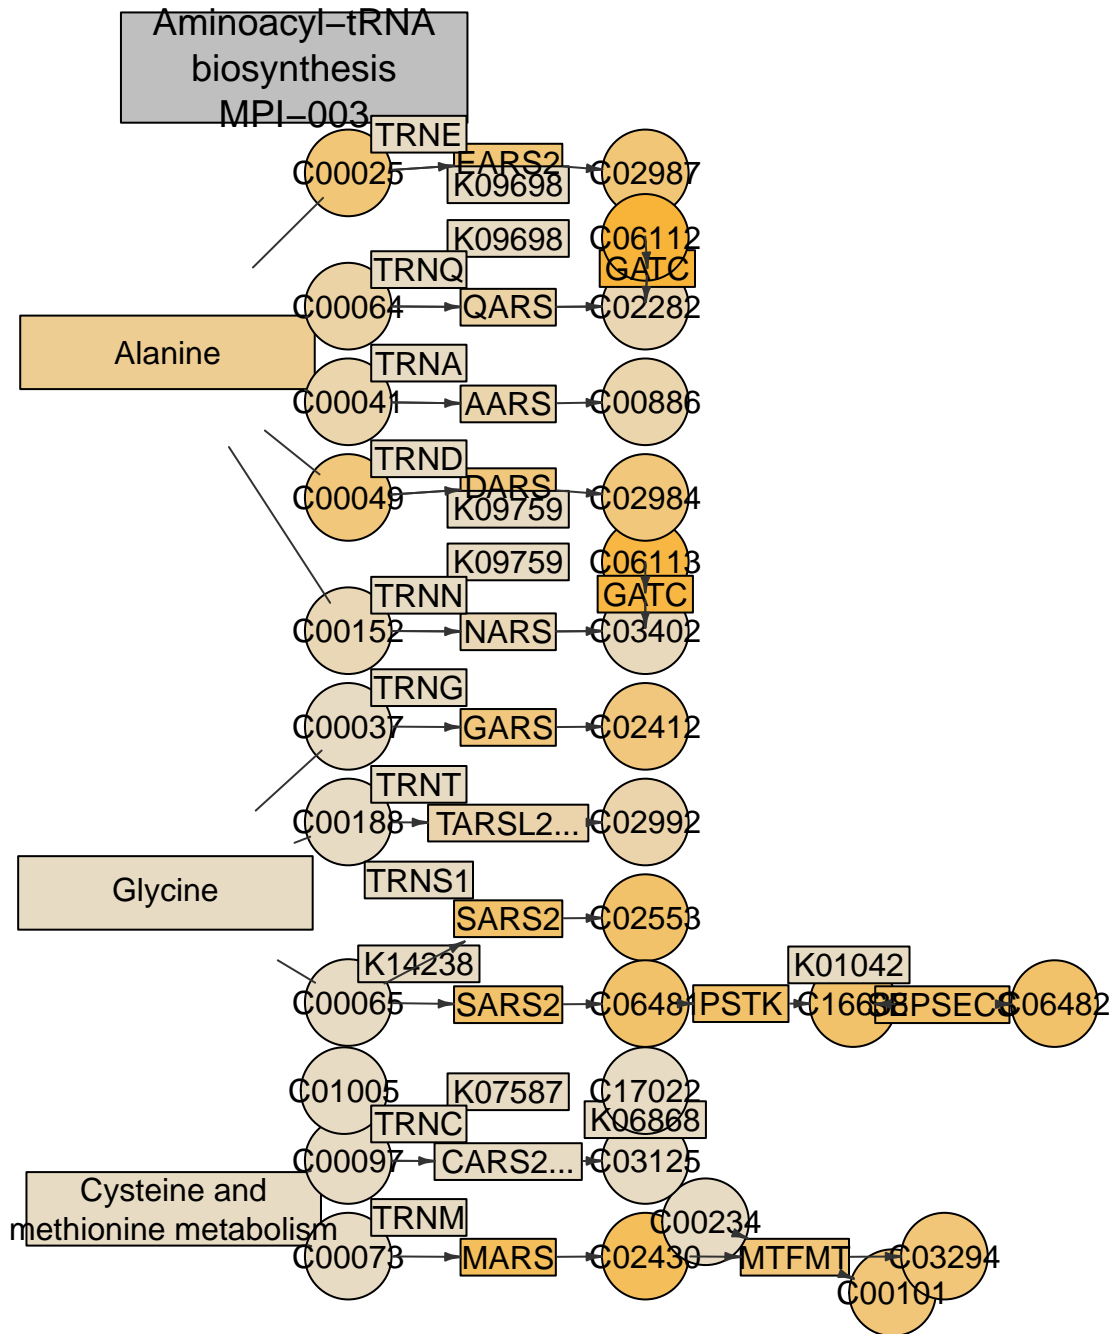 Aminoacyl−tRNA
biosynthesis
MPI−003
TRNE
C00025
EARS2
K09698
C02987
K09698
C06112
TRNQ
GATC
C00064
QARS
C02282
Alanine
TRNA
C00041
AARS
C00886
TRND
C00049
DARS
K09759
C02984
K09759
C06113
TRNN
GATC
C00152
NARS
C03402
TRNG
C00037
GARS
C02412
TRNT
C00188
TARSL2...
C02992
Glycine
TRNS1
SARS2
C02553
K14238
K01042
C00065
SARS2
C06481
PSTK
C16638
SEPSECS
C06482
C01005
K07587
C17022
TRNC
K06868
C00097
CARS2...
C03125
Cysteine and
methionine metabolism
TRNM
C00234
C00073
MARS
C02430
MTFMT
C03294
C00101